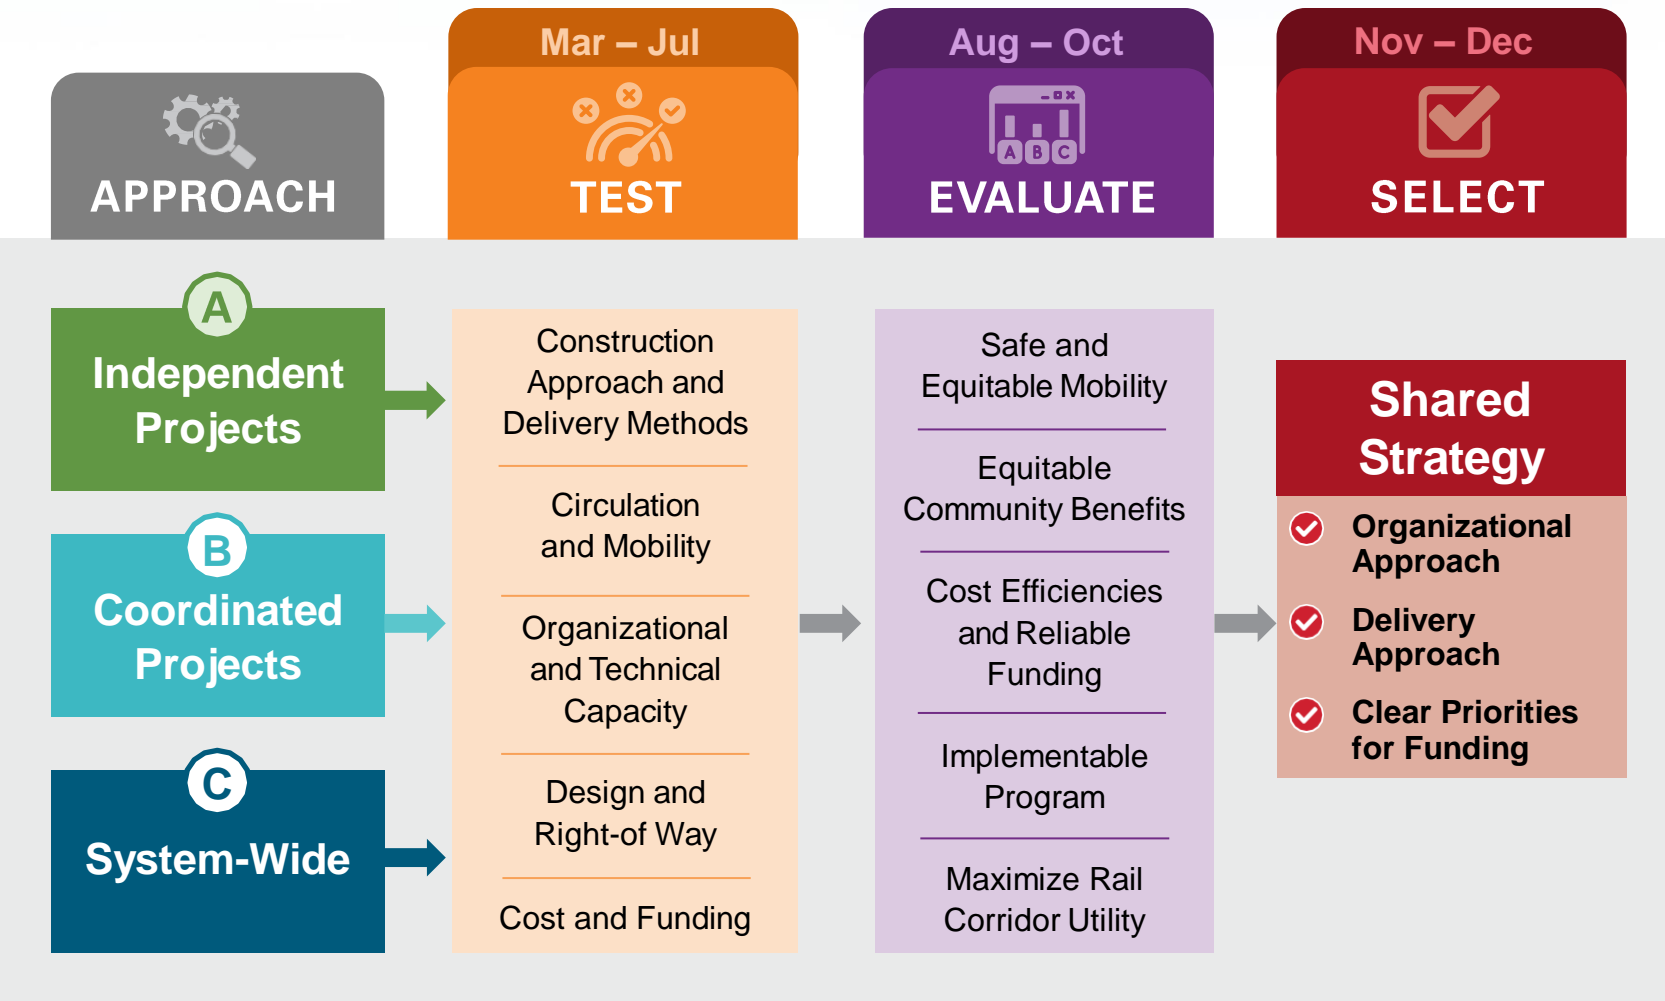 Mar – Jul
Aug – Oct
Nov – Dec
APPROACH
TEST
A B C
EVALUATE
SELECT
A
Independent
Projects
B
Coordinated
Projects
C
System-Wide
Construction
Approach and
Delivery Methods
Circulation
and Mobility
Organizational
and Technical
Capacity
Design and
Right-of Way
Cost and Funding
Safe and
Equitable Mobility
Equitable
Community Benefits
Cost Efficiencies
and Reliable
Funding
Implementable
Program
Maximize Rail
Corridor Utility
Shared
Strategy
Organizational
Approach
Delivery
Approach
Clear Priorities
for Funding